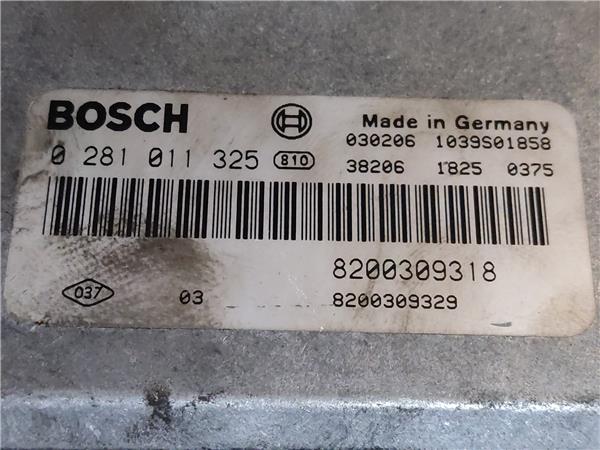 BOSCH
Made in Germany
030206 1039S01858
0 281 011 325 810
38206 1825 0375
8200309318
037 03 8200309329